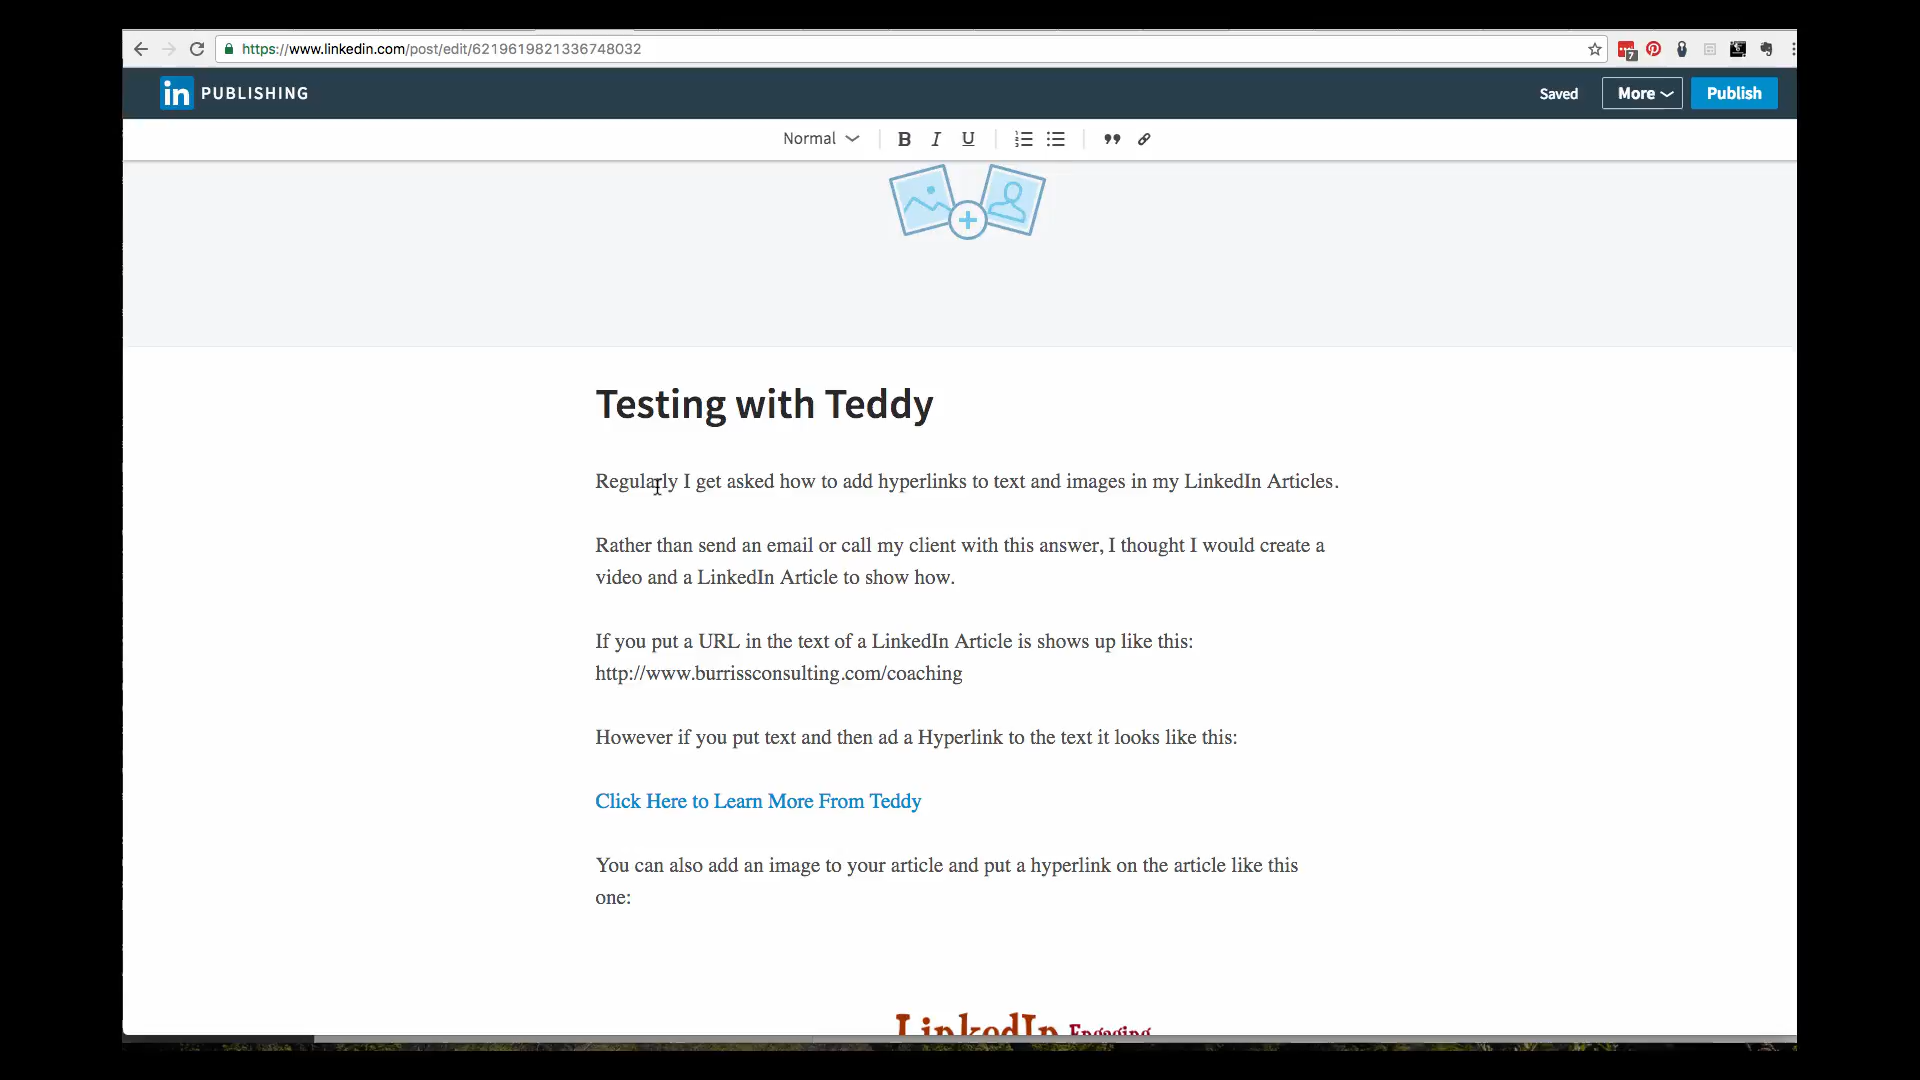 https://www.linkedin.com/post/edit/6219619821336748032
7
in PUBLISHING
Saved
More
Publish
Normal
B I U
Testing with Teddy
Regularly I get asked how to add hyperlinks to text and images in my LinkedIn Articles.
Rather than send an email or call my client with this answer, I thought I would create a
video and a LinkedIn Article to show how.
If you put a URL in the text of a LinkedIn Article is shows up like this:
http://www.burrissconsulting.com/coaching
However if you put text and then ad a Hyperlink to the text it looks like this:
Click Here to Learn More From Teddy
You can also add an image to your article and put a hyperlink on the article like this
one:
LinkedIn Engaging